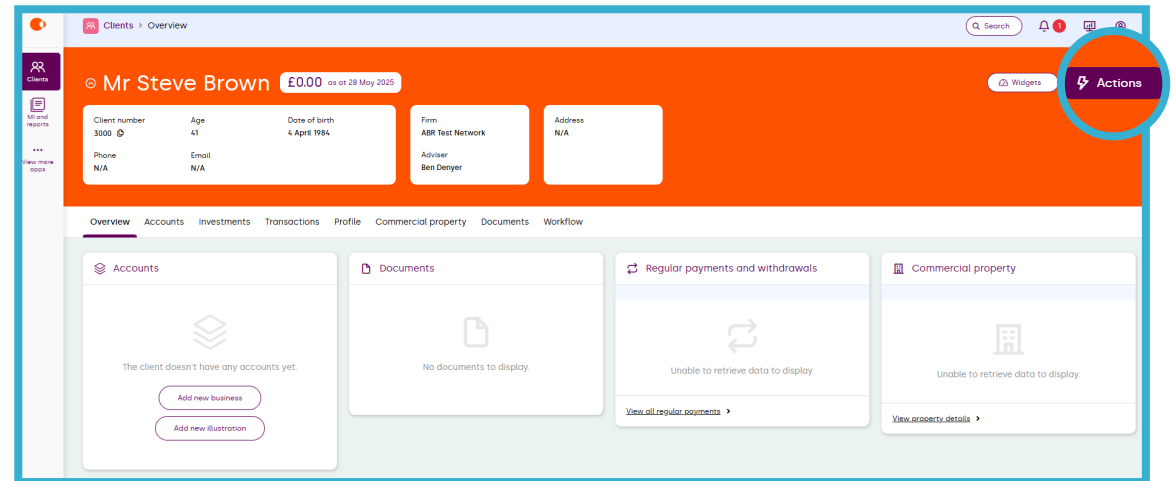 Clients > Overview
Search
1
Clients
MI and
reports
View more
apps
Mr Steve Brown
£0.00 as at 28 May 2025
Widgets
Actions
Client number
3000
Age
41
Date of birth
4 April 1984
Phone
N/A
Email
N/A
Firm
ABR Test Network
Adviser
Ben Denyer
Address
N/A
Overview Accounts Investments Transactions Profile Commercial property Documents Workflow
Accounts
The client doesn't have any accounts yet.
Add new business
Add new illustration
Documents
No documents to display.
Regular payments and withdrawals
Unable to retrieve data to display.
View all regular payments >
Commercial property
Unable to retrieve data to display.
View property details >